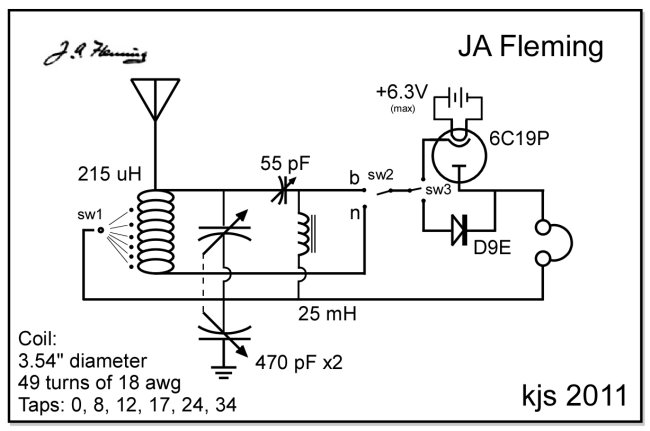 J.A. Fleming
JA Fleming
+6.3V
(max)
6C19P
55 pF
215 uH
b
sw2
sw3
sw1
n
D9E
25 mH
Coil:
3.54" diameter
470 pF x2
49 turns of 18 awg
Taps: 0, 8, 12, 17, 24, 34
kjs 2011